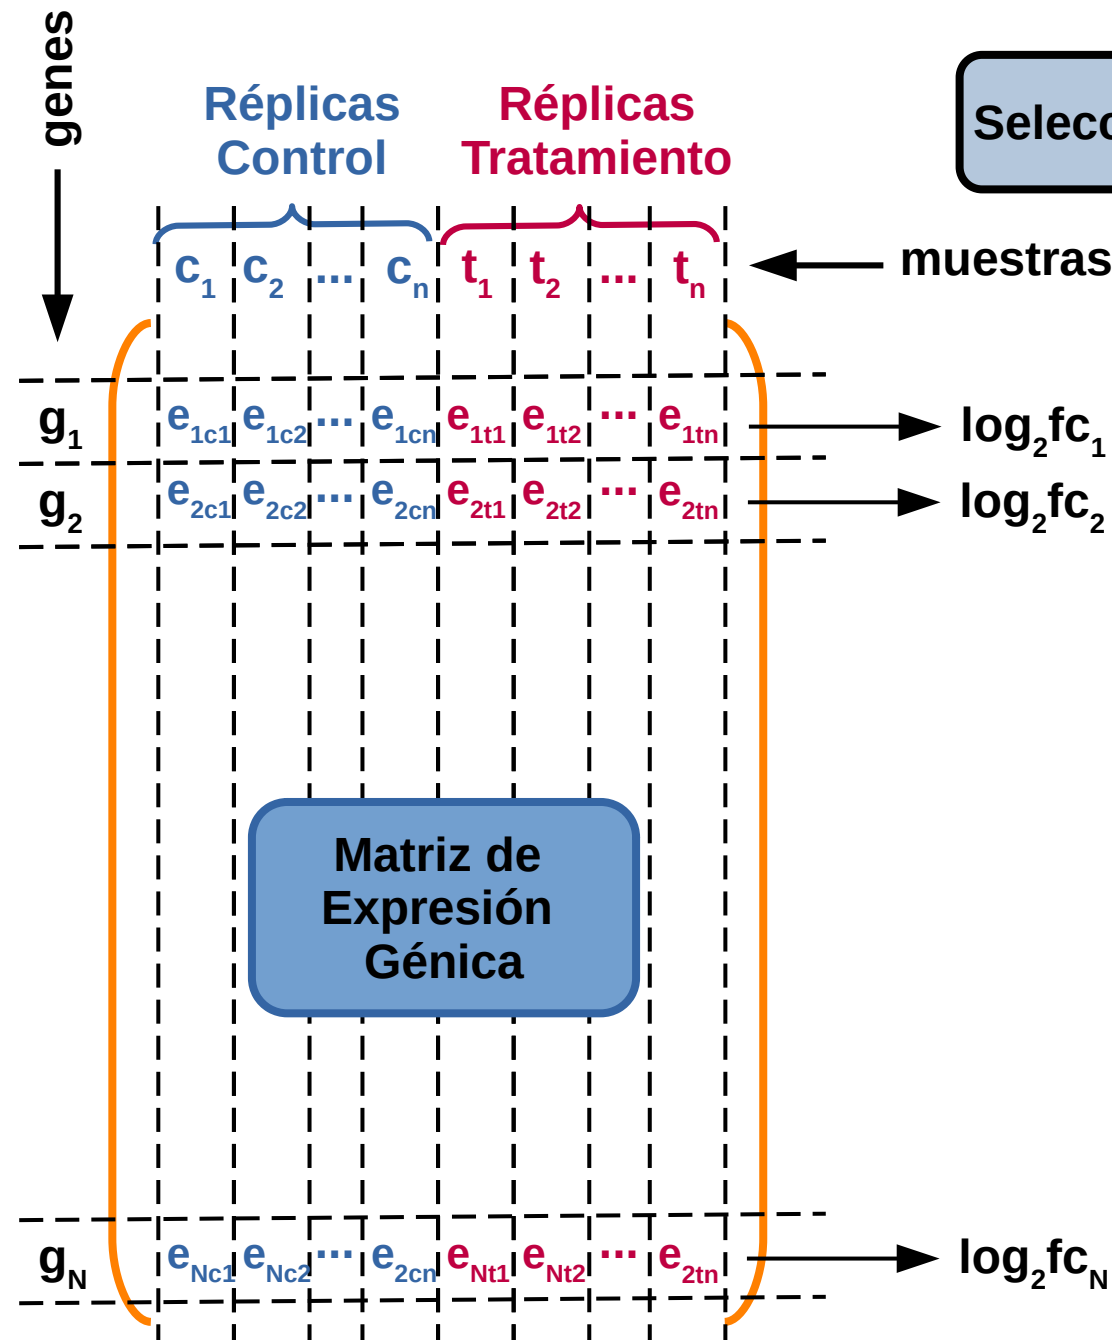 genes
Réplicas
Control
Réplicas
Tratamiento
c1 c2 ... cn t1 t2 ... tn
muestras
g1 e1c1 e1c2 ... e1cn e1t1 e1t2 ... e1tn log2fc1
g2 e2c1 e2c2 ... e2cn e2t1 e2t2 ... e2tn log2fc2
Matriz de
Expresión
Génica
gN eNc1 eNc2 ... e2cn eNt1 eNt2 ... e2tn log2fcN